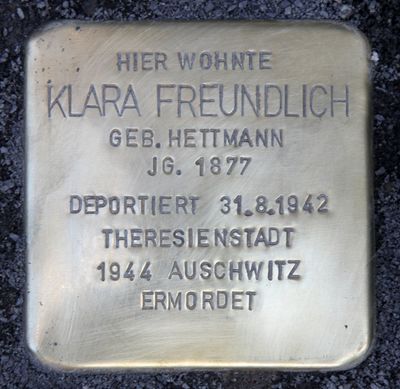 HIER WOHNTE
KLARA FREUNDLICH
GEB. HETTMANN
JG. 1877
DEPORTIERT 31.8.1942
THERESIENSTADT
1944 AUSCHWITZ
ERMORDET